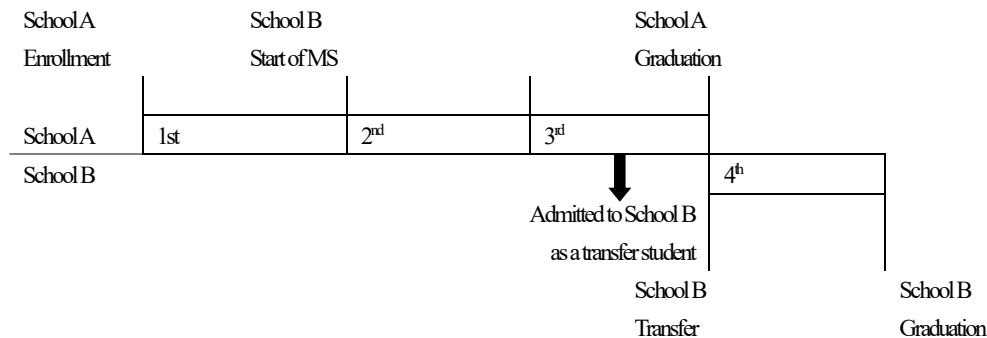 School A School B School A
Enrollment Start of MS Graduation
School A 1st 2nd 3rd
School B 4th
Admitted to School B
as a transfer student
School B School B
Transfer Graduation